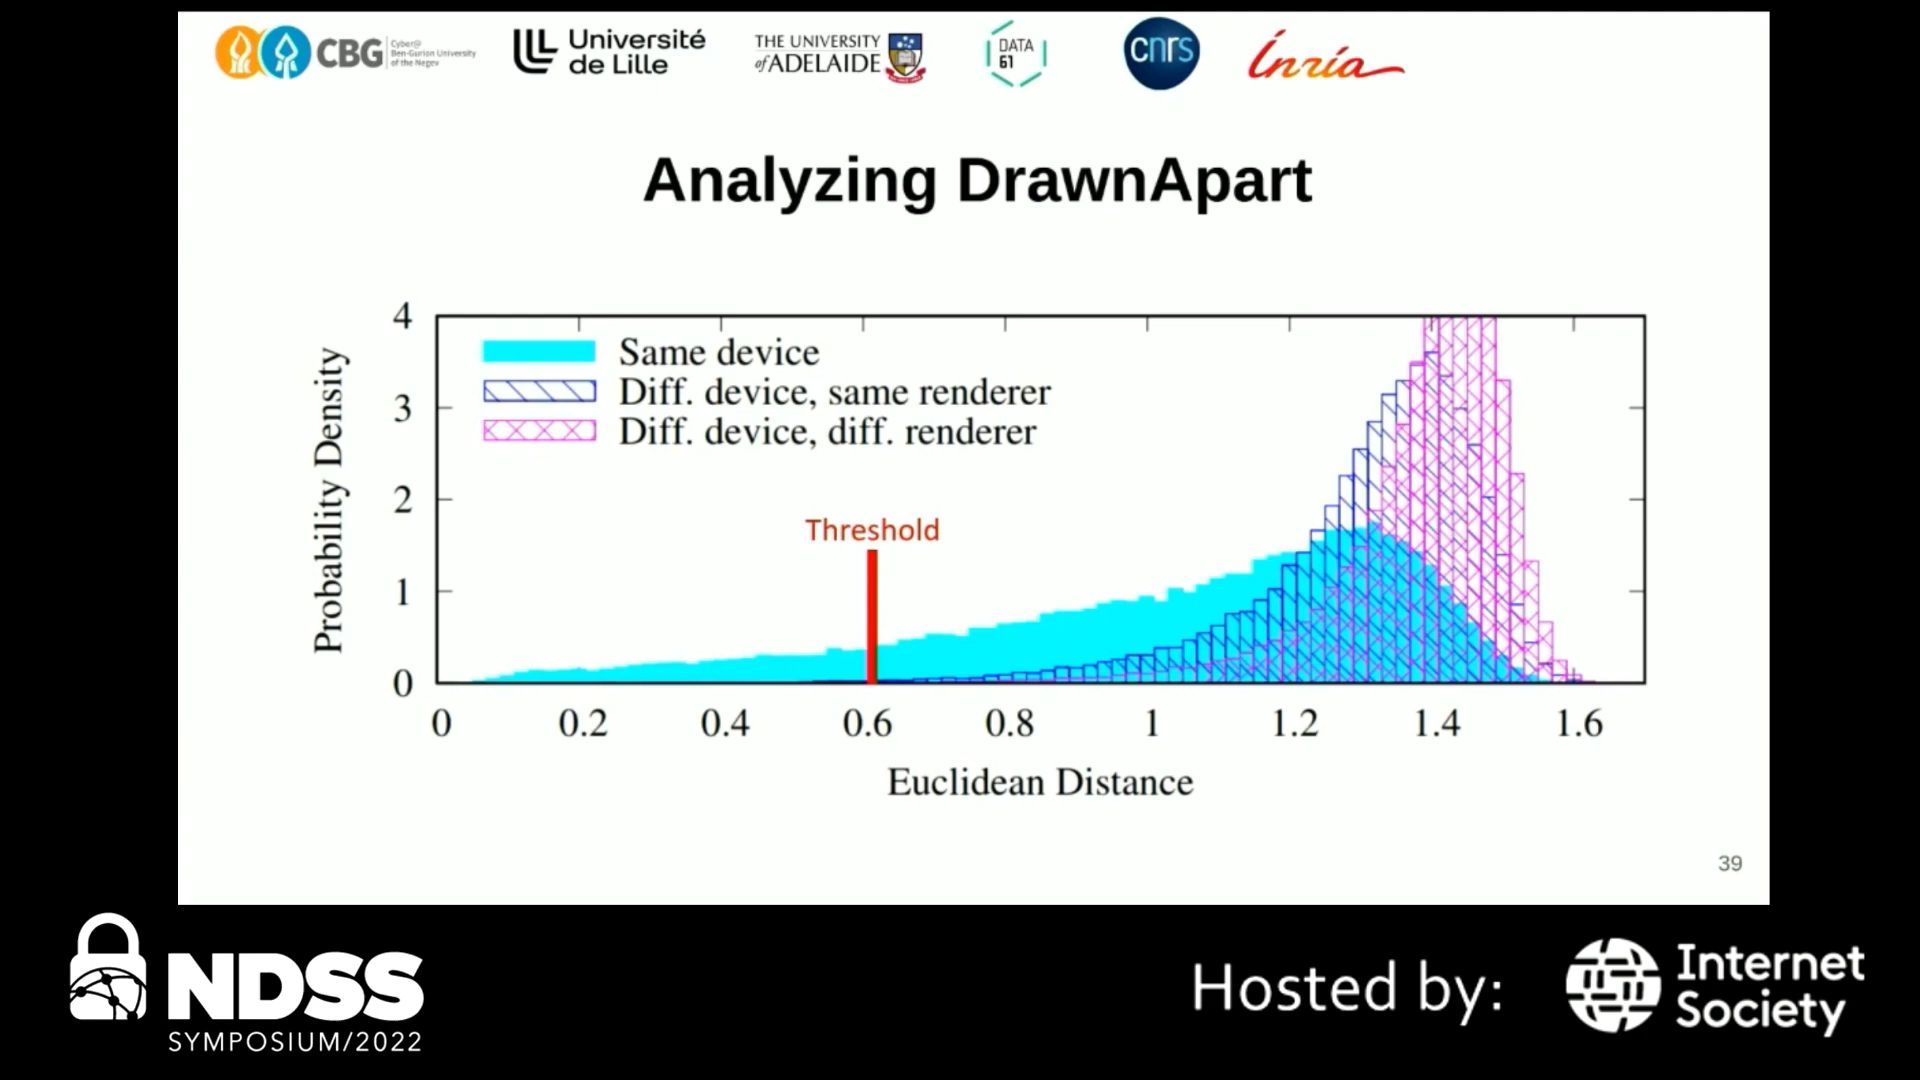 CBG
Cyber@
Ben-Gurion University
of the Negev
Université
de Lille
THE UNIVERSITY
of ADELAIDE
DATA
61
cnrs
Inria
Analyzing DrawnApart
Probability Density
4
3
2
1
0
Same device
Diff. device, same renderer
Diff. device, diff. renderer
Threshold
0 0.2 0.4 0.6 0.8 1 1.2 1.4 1.6
Euclidean Distance
39
NDSS
SYMPOSIUM/2022
Hosted by:
Internet
Society